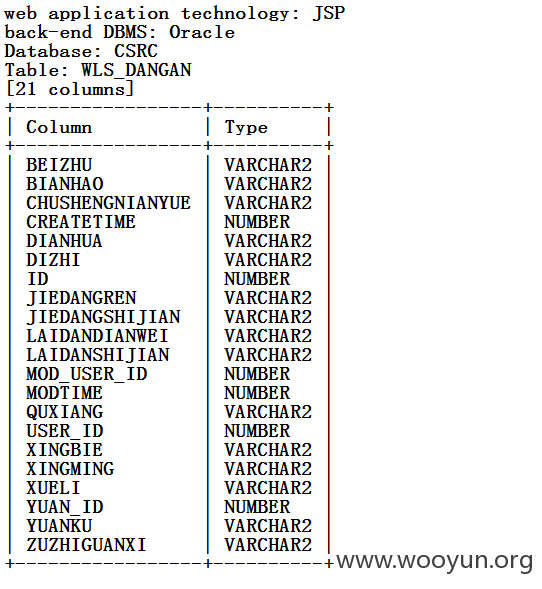 web application technology: JSP
back-end DBMS: Oracle
Database: CSRC
Table: WLS_DANGAN
[21 columns]
+-----------------+----------+
| Column          | Type     |
+-----------------+----------+
| BEIZHU          | VARCHAR2 |
| BIANHAO         | VARCHAR2 |
| CHUSHENGNIANYUE | VARCHAR2 |
| CREATETIME      | NUMBER   |
| DIANHUA         | VARCHAR2 |
| DIZHI           | VARCHAR2 |
| ID              | NUMBER   |
| JIEDANGREN      | VARCHAR2 |
| JIEDANGSHIJIAN  | VARCHAR2 |
| LAIDANDIANWEI   | VARCHAR2 |
| LAIDANSHIJIAN   | VARCHAR2 |
| MOD_USER_ID     | NUMBER   |
| MODTIME         | NUMBER   |
| QUXIANG         | VARCHAR2 |
| USER_ID         | NUMBER   |
| XINGBIE         | VARCHAR2 |
| XINGMING        | VARCHAR2 |
| XUELI           | VARCHAR2 |
| YUAN_ID         | NUMBER   |
| YUANKU          | VARCHAR2 |
| ZUZHIGUANXI     | VARCHAR2 |
+-----------------+----------+
www.wooyun.org